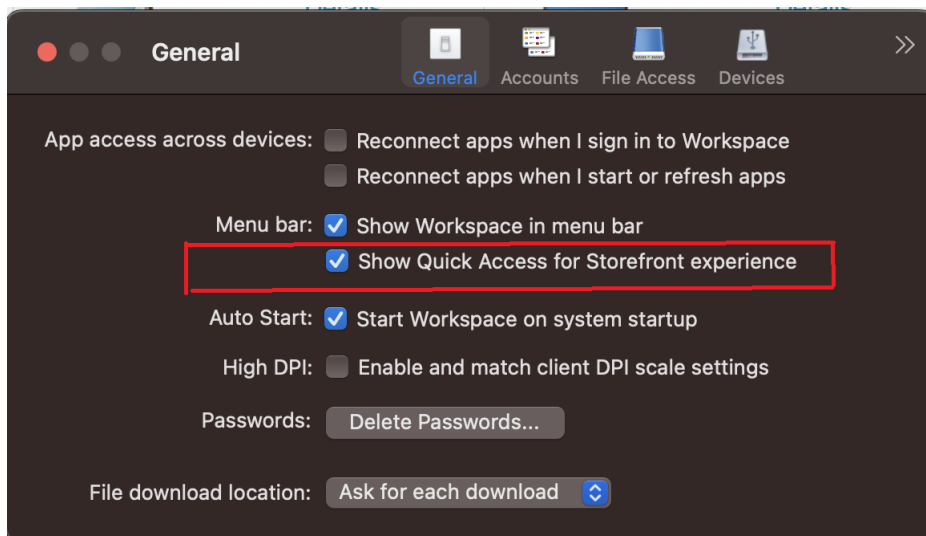 General
General Accounts File Access Devices
App access across devices: Reconnect apps when I sign in to Workspace
Reconnect apps when I start or refresh apps
Menu bar: Show Workspace in menu bar
Show Quick Access for Storefront experience
Auto Start: Start Workspace on system startup
High DPI: Enable and match client DPI scale settings
Passwords: Delete Passwords...
File download location: Ask for each download